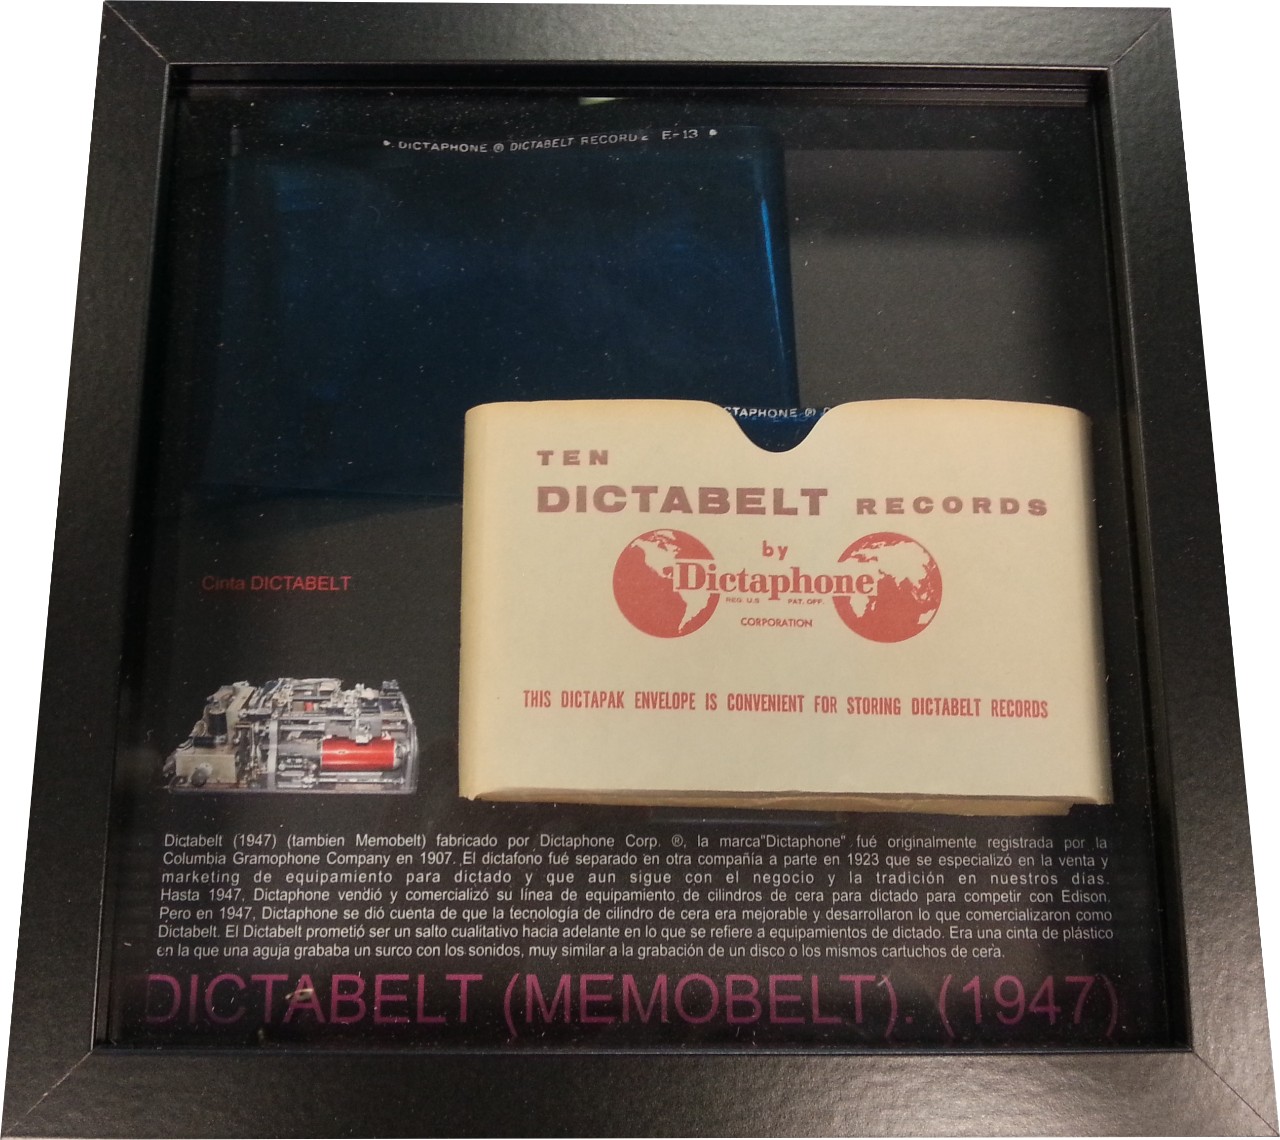 DICTAPHONE ® DICTABELT RECORD E-13
CTAPHONE ®
TEN
DICTABELT RECORDS
by
Dictaphone
REG. U.S. PAT. OFF.
CORPORATION
THIS DICTAPAK ENVELOPE IS CONVENIENT FOR STORING DICTABELT RECORDS
Cinta DICTABELT
Dictabelt (1947) (tambien Memobelt) fabricado por Dictaphone Corp. ®, la marca"Dictaphone" fué originalmente registrada por la
Columbia Gramophone Company en 1907. El dictafono fué separado en otra compañía a parte en 1923 que se especializó en la venta y
marketing de equipamiento para dictado y que aun sigue con el negocio y la tradición en nuestros días.
Hasta 1947, Dictaphone vendió y comercializó su línea de equipamiento de cilindros de cera para dictado para competir con Edison.
Pero en 1947, Dictaphone se dió cuenta de que la tecnología de cilindro de cera era mejorable y desarrollaron lo que comercializaron como
Dictabelt. El Dictabelt prometió ser un salto cualitativo hacia adelante en lo que se refiere a equipamientos de dictado. Era una cinta de plástico
en la que una aguja grababa un surco con los sonidos, muy similar a la grabación de un disco o los mismos cartuchos de cera.
DICTABELT (MEMOBELT). (1947)